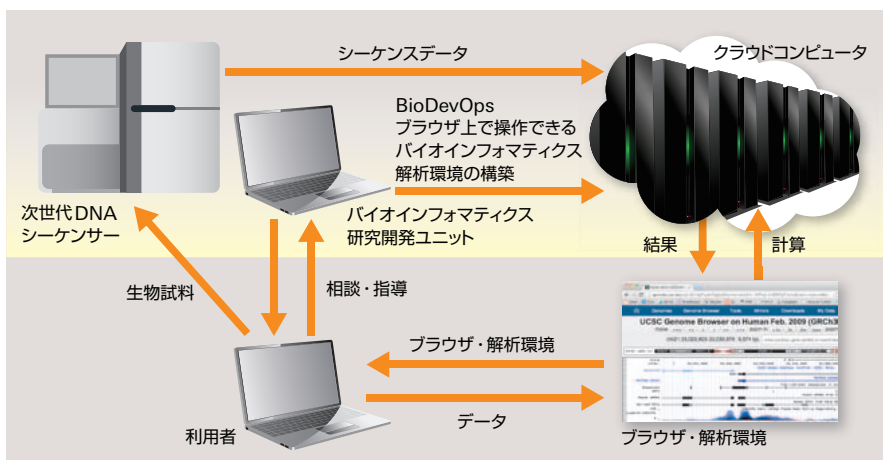 シーケンスデータ
クラウドコンピュータ
BioDevOps
ブラウザ上で操作できる
バイオインフォマティクス
解析環境の構築
次世代DNA
シーケンサー
バイオインフォマティクス
研究開発ユニット
結果
計算
生物試料
相談・指導
UCSC Genome Browser on Human Feb. 2009 (GRCh3
ブラウザ・解析環境
データ
利用者
ブラウザ・解析環境